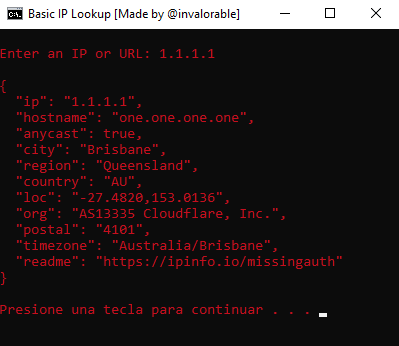 Basic IP Lookup [Made by @invalorable]
Enter an IP or URL: 1.1.1.1
{
  "ip": "1.1.1.1",
  "hostname": "one.one.one.one",
  "anycast": true,
  "city": "Brisbane",
  "region": "Queensland",
  "country": "AU",
  "loc": "-27.4820,153.0136",
  "org": "AS13335 Cloudflare, Inc.",
  "postal": "4101",
  "timezone": "Australia/Brisbane",
  "readme": "https://ipinfo.io/missingauth"
}
Presione una tecla para continuar . . .